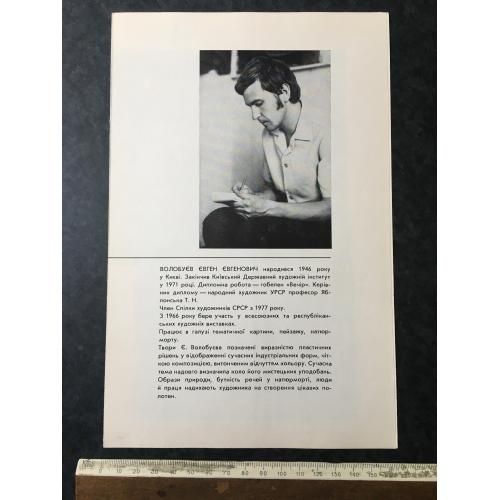 ВОЛОБУЄВ ЄВГЕН ЄВГЕНОВИЧ народився 1946 року
у Києві. Закінчив Київський Державний художній інститут
у 1971 році. Дипломна робота — гобелен «Вечір». Керів-
ник диплому — народний художник УРСР професор Яб-
лонська Т. Н.
Член Спілки художників СРСР з 1977 року.
З 1966 року бере участь у всесоюзних та республікан-
ських художніх виставках.
Працює в галузі тематичної картини, пейзажу, натюр-
морту.
Твори Є. Волобуєва позначені виразністю пластичних
рішень у відображенні сучасних індустріальних форм, чіт-
кою композицією, витонченим відчуттям кольору. Сучасна
тема надовго визначила коло його мистецьких уподобань.
Образи природи, бутність речей у натюрморті, люди
й праця надихають художника на створення цікавих по-
лотен.